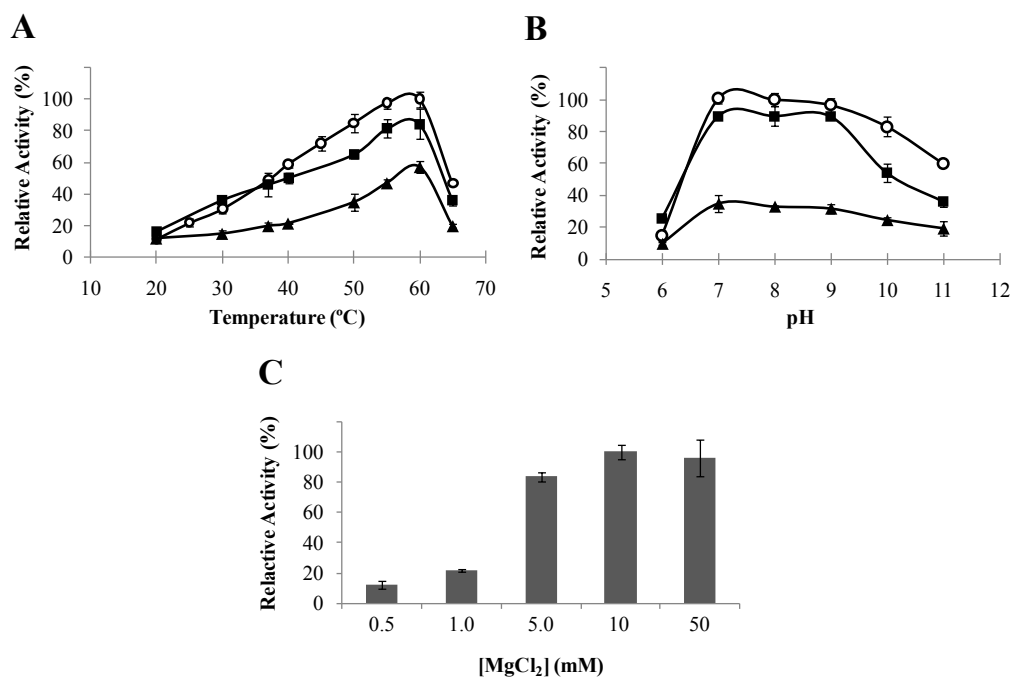 A
Relative Activity (%)
100
80
60
40
20
0
10 20 30 40 50 60 70
Temperature (ºC)
B
Relative Activity (%)
100
80
60
40
20
0
5 6 7 8 9 10 11 12
pH
C
Relactive Activity (%)
100
80
60
40
20
0
0.5 1.0 5.0 10 50
[MgCl₂] (mM)